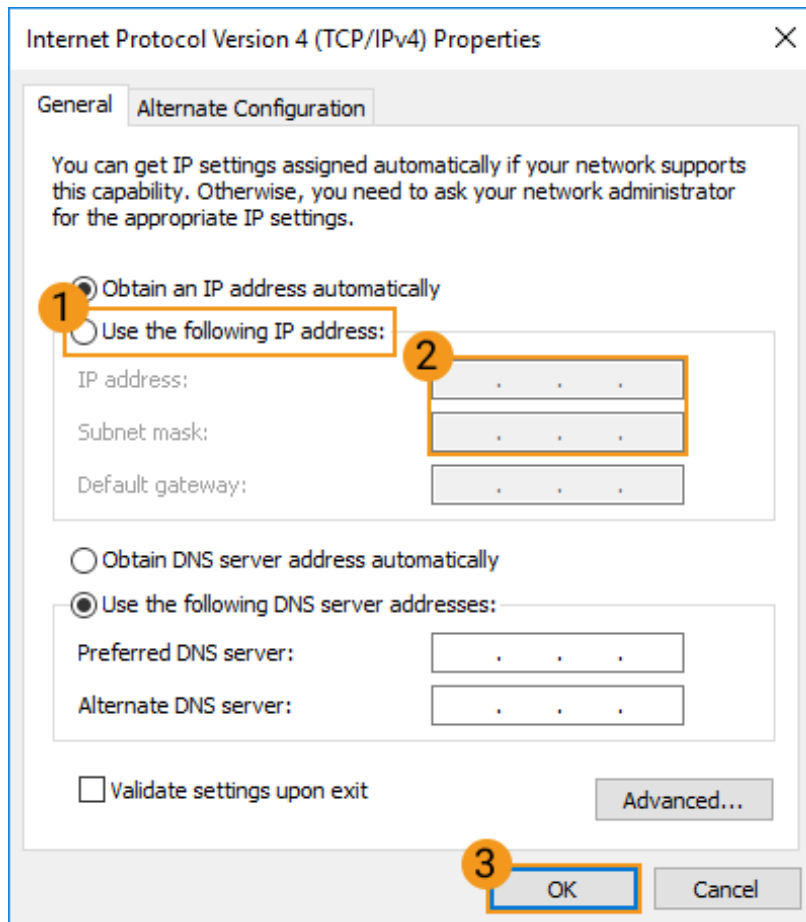 Internet Protocol Version 4 (TCP/IPv4) Properties
General
Alternate Configuration
You can get IP settings assigned automatically if your network supports
this capability. Otherwise, you need to ask your network administrator
for the appropriate IP settings.
Obtain an IP address automatically
1
Use the following IP address:
2
IP address:
. . .
Subnet mask:
. . .
Default gateway:
. . .
Obtain DNS server address automatically
Use the following DNS server addresses:
Preferred DNS server:
. . .
Alternate DNS server:
. . .
Validate settings upon exit
Advanced...
3
OK
Cancel